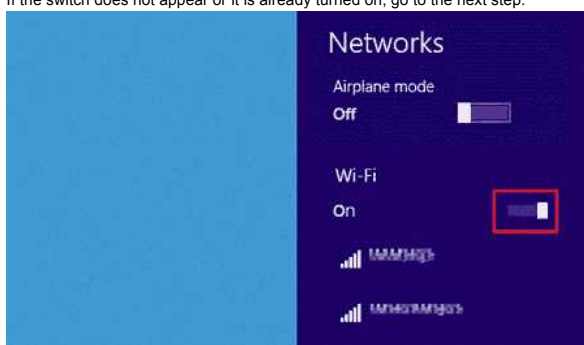 If the switch does not appear or it is already turned on, go to the next step.
Networks
Airplane mode
Off
Wi-Fi
On